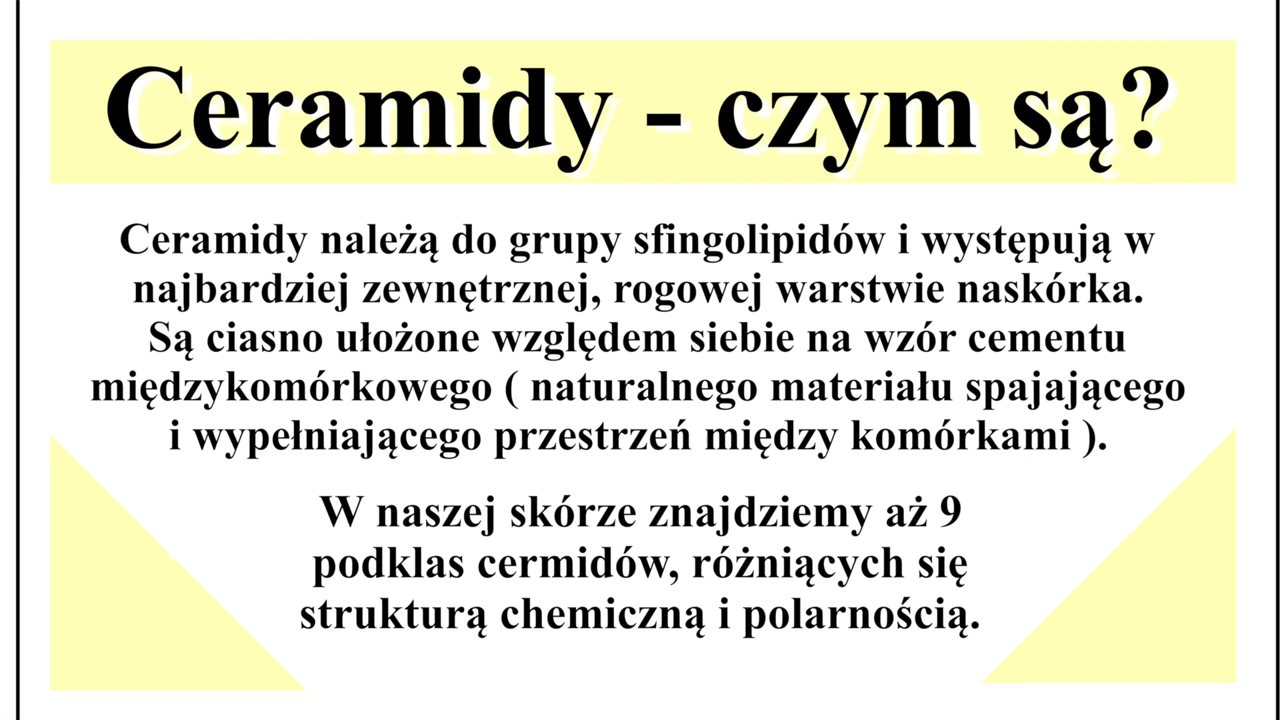 Ceramidy - czym są?
Ceramidy należą do grupy sfingolipidów i występują w
najbardziej zewnętrznej, rogowej warstwie naskórka.
Są ciasno ułożone względem siebie na wzór cementu
międzykomórkowego ( naturalnego materiału spajającego
i wypełniającego przestrzeń między komórkami ).
W naszej skórze znajdziemy aż 9
podklas cermidów, różniących się
strukturą chemiczną i polarnością.